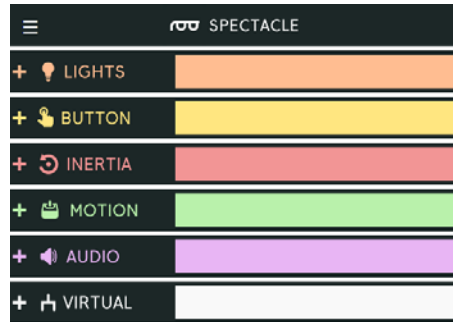 SPECTACLE
+ LIGHTS
+ BUTTON
+ INERTIA
+ MOTION
+ AUDIO
+ VIRTUAL